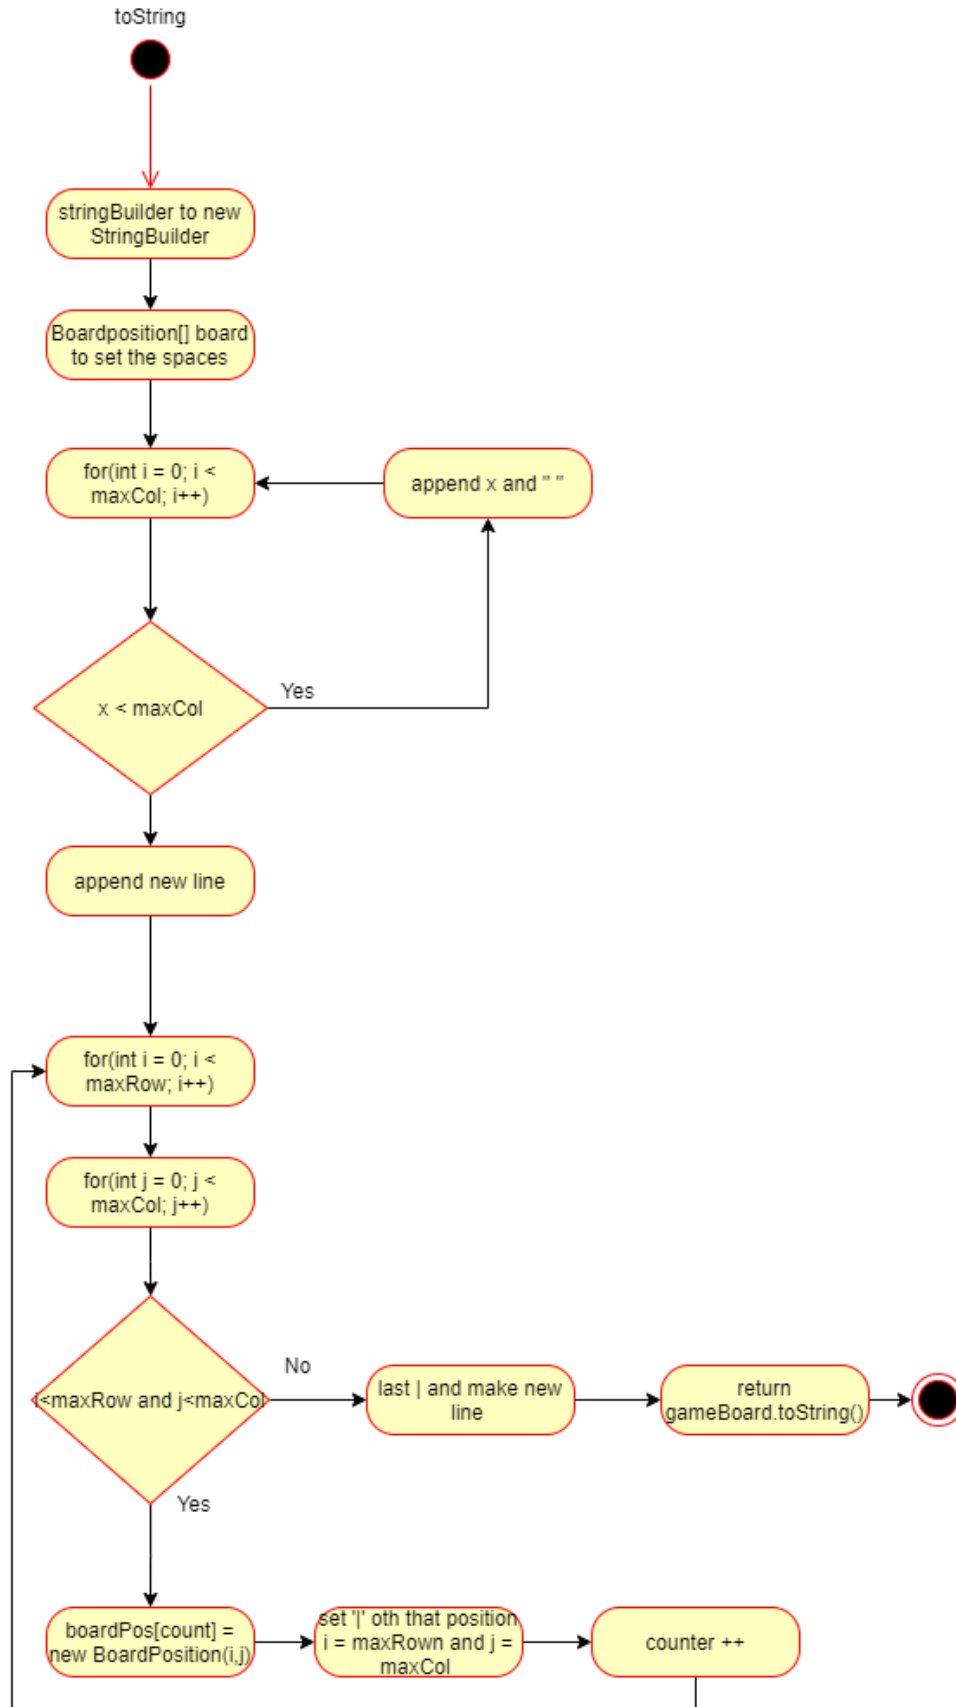 toString
stringBuilder to new
StringBuilder
Boardposition[] board
to set the spaces
for(int i = 0; i <
maxCol; i++)
append x and " "
x < maxCol
Yes
append new line
for(int i = 0; i <
maxRow; i++)
for(int j = 0; j <
maxCol; j++)
i<maxRow and j<maxCol
No
last | and make new
line
return
gameBoard.toString()
Yes
boardPos[count] =
new BoardPosition(i,j)
set '|' oth that position
i = maxRown and j =
maxCol
counter ++